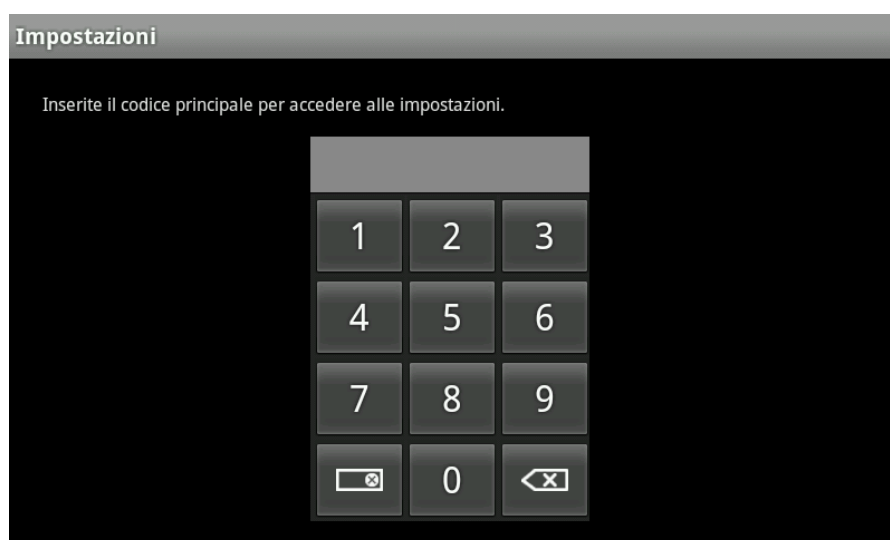 Impostazioni
Inserite il codice principale per accedere alle impostazioni.
1 2 3
4 5 6
7 8 9
0